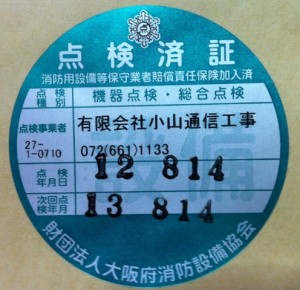 点検済証
消防用設備等保守業者賠償責任保険加入済
点検種別 機器点検・総合点検
点検事業者 有限会社小山通信工事
27-1-0710 072(661)1133
点検年月日 12 8 14
次回点検年月 13 8 14
財団法人大阪府消防設備協会